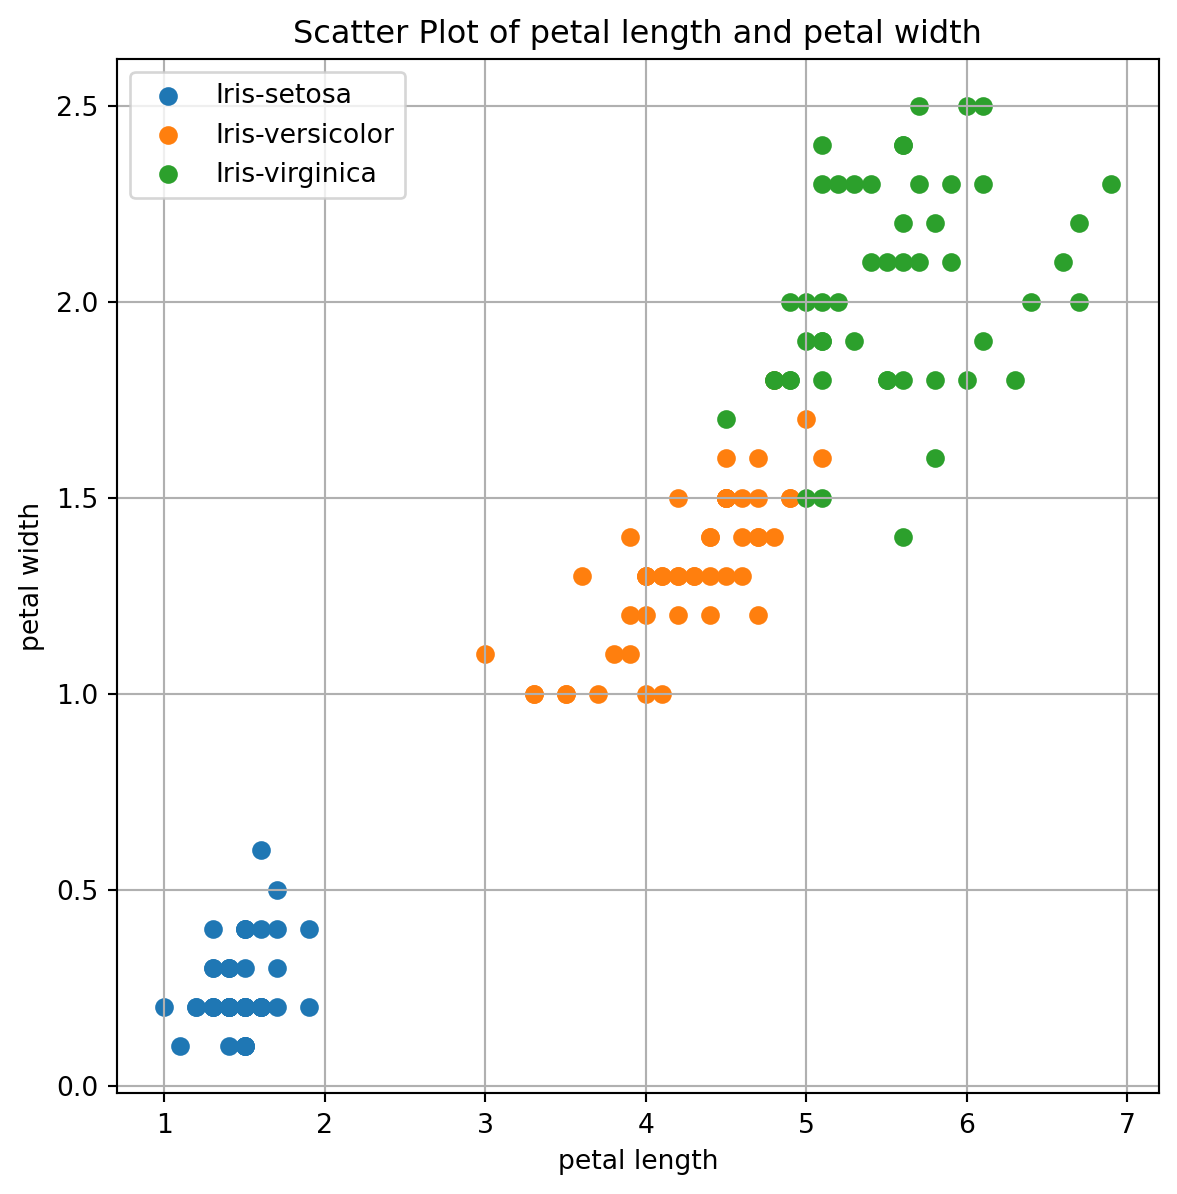 Scatter Plot of petal length and petal width
Iris-setosa
Iris-versicolor
Iris-virginica
2.5
2.0
1.5
1.0
0.5
0.0
petal width
1 2 3 4 5 6 7
petal length